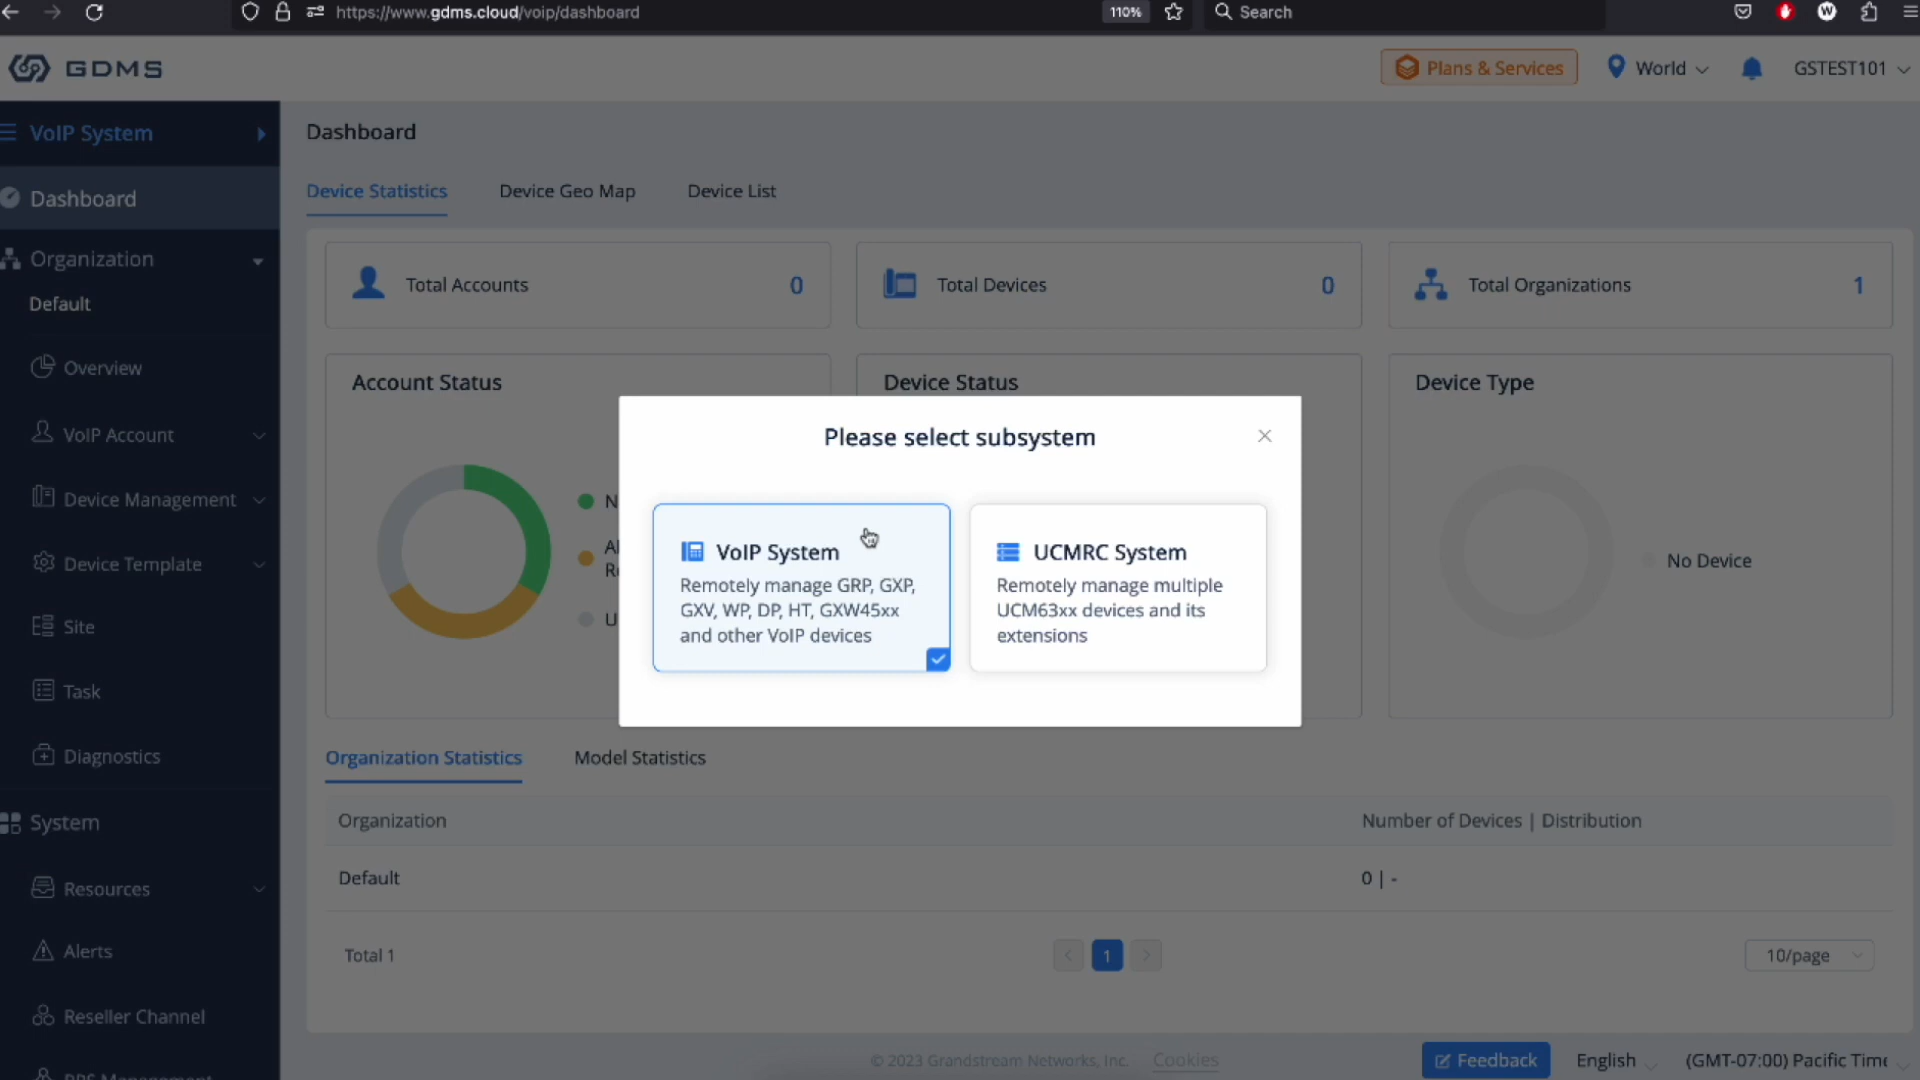 https://www.gdms.cloud/voip/dashboard
110%
Search
GDMS
Plans & Services
World
GSTEST101
VoIP System
Dashboard
Organization
Default
Overview
VoIP Account
Device Management
Device Template
Site
Task
Diagnostics
System
Resources
Alerts
Reseller Channel
Dashboard
Device Statistics
Device Geo Map
Device List
Total Accounts
0
Total Devices
0
Total Organizations
1
Account Status
Device Status
Device Type
No Device
Please select subsystem
VoIP System
Remotely manage GRP, GXP,
GXV, WP, DP, HT, GXW45xx
and other VoIP devices
UCMRC System
Remotely manage multiple
UCM63xx devices and its
extensions
Organization Statistics
Model Statistics
Organization
Number of Devices | Distribution
Default
0 | -
Total 1
1
10/page
© 2023 Grandstream Networks, Inc.
Cookies
Feedback
English
(GMT-07:00) Pacific Time